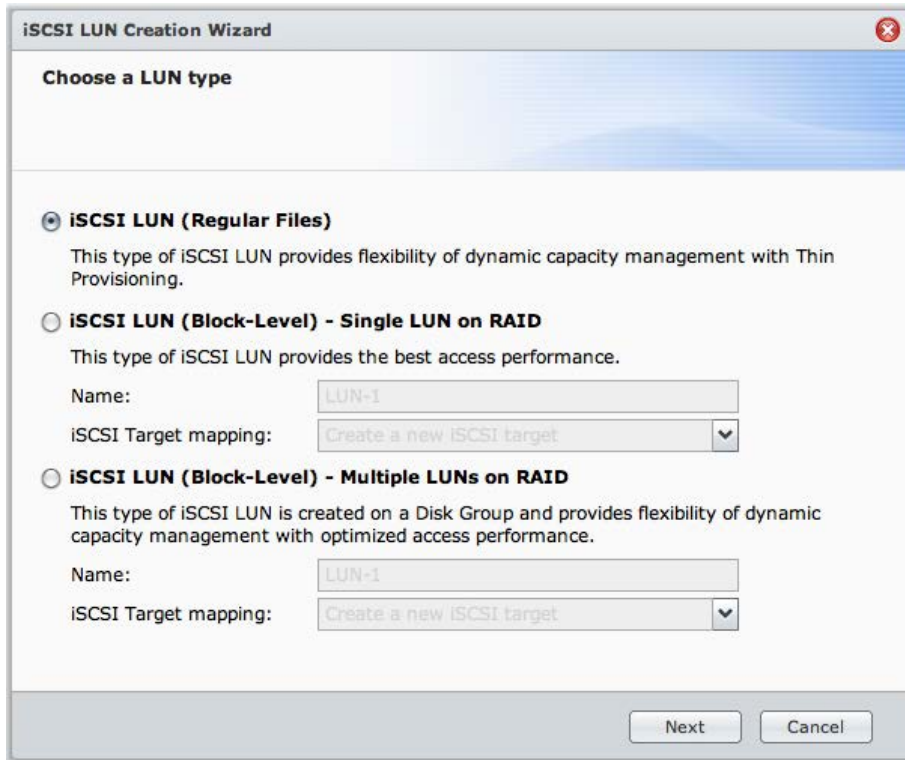 iSCSI LUN Creation Wizard
Choose a LUN type
iSCSI LUN (Regular Files)
This type of iSCSI LUN provides flexibility of dynamic capacity management with Thin
Provisioning.
iSCSI LUN (Block-Level) - Single LUN on RAID
This type of iSCSI LUN provides the best access performance.
Name: LUN-1
iSCSI Target mapping: Create a new iSCSI target
iSCSI LUN (Block-Level) - Multiple LUNs on RAID
This type of iSCSI LUN is created on a Disk Group and provides flexibility of dynamic
capacity management with optimized access performance.
Name: LUN-1
iSCSI Target mapping: Create a new iSCSI target
Next Cancel